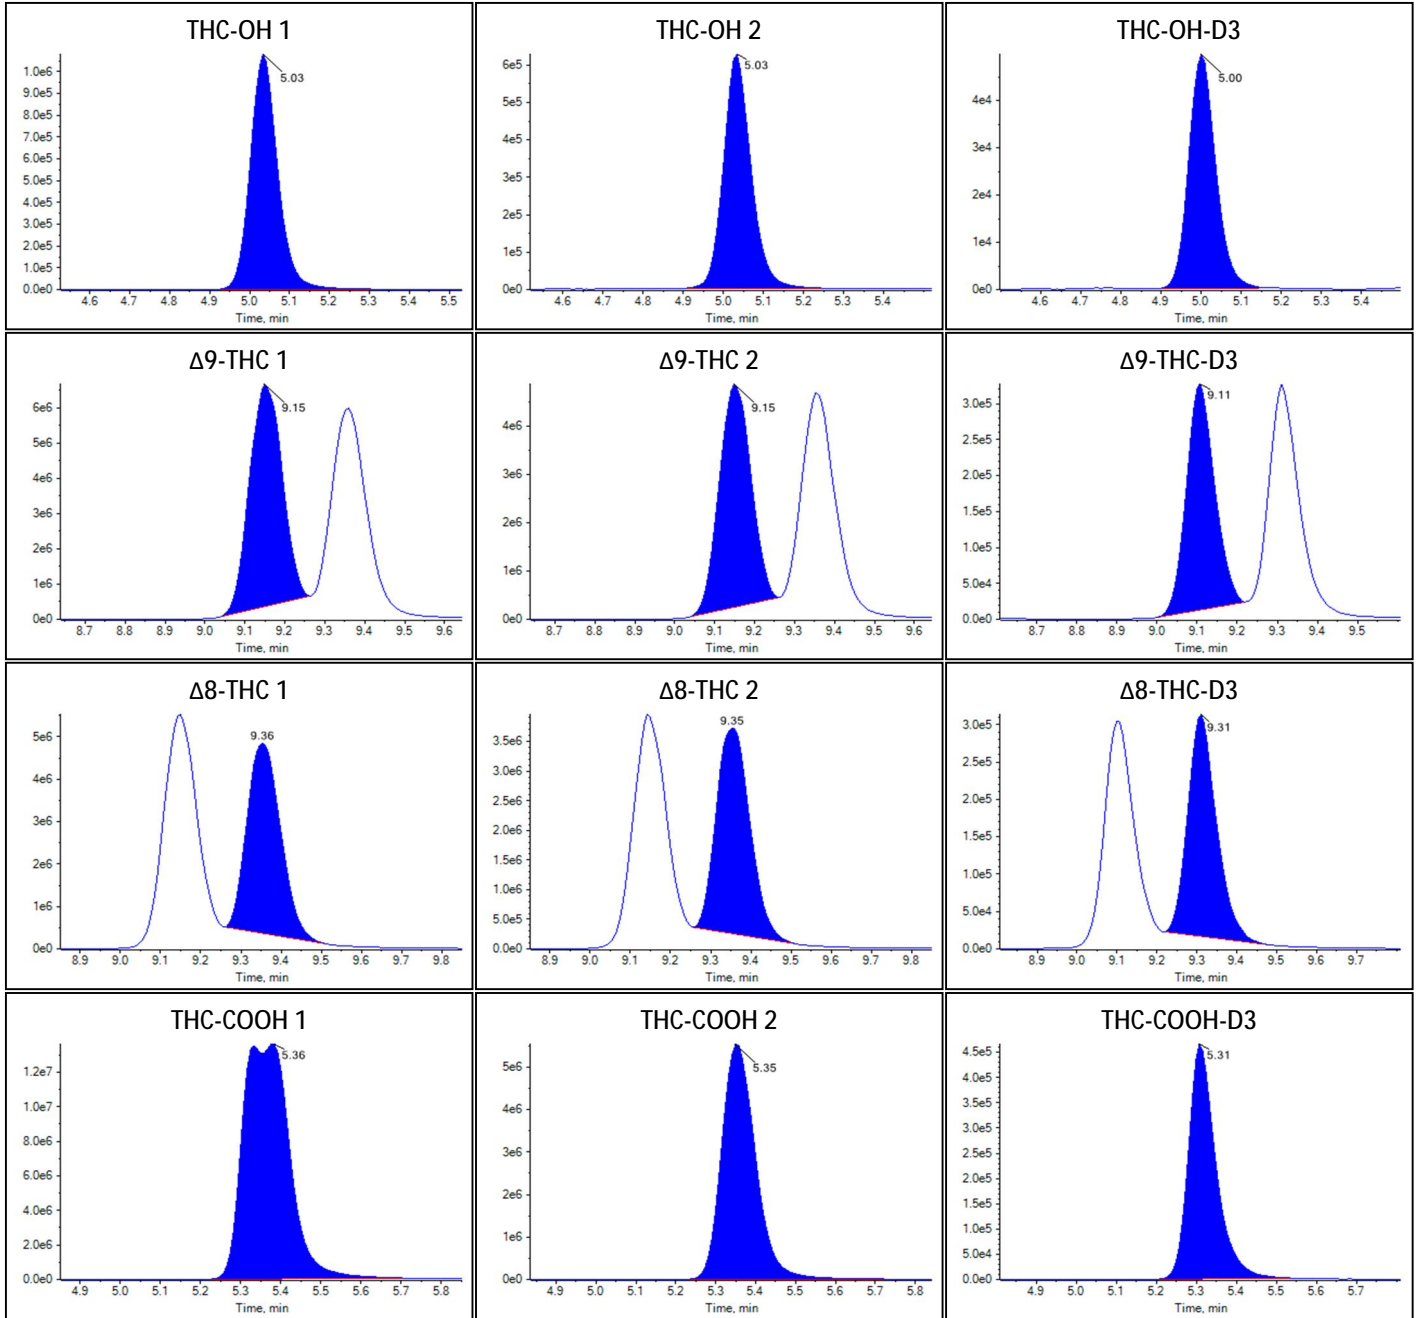 THC-OH 1
1.0e6
9.0e5
8.0e5
7.0e5
6.0e5
5.0e5
4.0e5
3.0e5
2.0e5
1.0e5
0.0e0
5.03
4.6 4.7 4.8 4.9 5.0 5.1 5.2 5.3 5.4 5.5
Time, min
THC-OH 2
6e5
5e5
4e5
3e5
2e5
1e5
0e0
5.03
4.6 4.7 4.8 4.9 5.0 5.1 5.2 5.3 5.4
Time, min
THC-OH-D3
4e4
3e4
2e4
1e4
0e0
5.00
4.6 4.7 4.8 4.9 5.0 5.1 5.2 5.3 5.4
Time, min
Δ9-THC 1
6e6
5e6
4e6
3e6
2e6
1e6
0e0
9.15
8.7 8.8 8.9 9.0 9.1 9.2 9.3 9.4 9.5 9.6
Time, min
Δ9-THC 2
4e6
3e6
2e6
1e6
0e0
9.15
8.7 8.8 8.9 9.0 9.1 9.2 9.3 9.4 9.5 9.6
Time, min
Δ9-THC-D3
3.0e5
2.5e5
2.0e5
1.5e5
1.0e5
5.0e4
0.0e0
9.11
8.7 8.8 8.9 9.0 9.1 9.2 9.3 9.4 9.5
Time, min
Δ8-THC 1
5e6
4e6
3e6
2e6
1e6
0e0
9.36
8.9 9.0 9.1 9.2 9.3 9.4 9.5 9.6 9.7 9.8
Time, min
Δ8-THC 2
3.5e6
3.0e6
2.5e6
2.0e6
1.5e6
1.0e6
5.0e5
0.0e0
9.35
8.9 9.0 9.1 9.2 9.3 9.4 9.5 9.6 9.7 9.8
Time, min
Δ8-THC-D3
3.0e5
2.5e5
2.0e5
1.5e5
1.0e5
5.0e4
0.0e0
9.31
8.9 9.0 9.1 9.2 9.3 9.4 9.5 9.6 9.7
Time, min
THC-COOH 1
1.2e7
1.0e7
8.0e6
6.0e6
4.0e6
2.0e6
0.0e0
5.36
4.9 5.0 5.1 5.2 5.3 5.4 5.5 5.6 5.7 5.8
Time, min
THC-COOH 2
5e6
4e6
3e6
2e6
1e6
0e0
5.35
4.9 5.0 5.1 5.2 5.3 5.4 5.5 5.6 5.7 5.8
Time, min
THC-COOH-D3
4.5e5
4.0e5
3.5e5
3.0e5
2.5e5
2.0e5
1.5e5
1.0e5
5.0e4
0.0e0
5.31
4.9 5.0 5.1 5.2 5.3 5.4 5.5 5.6 5.7
Time, min